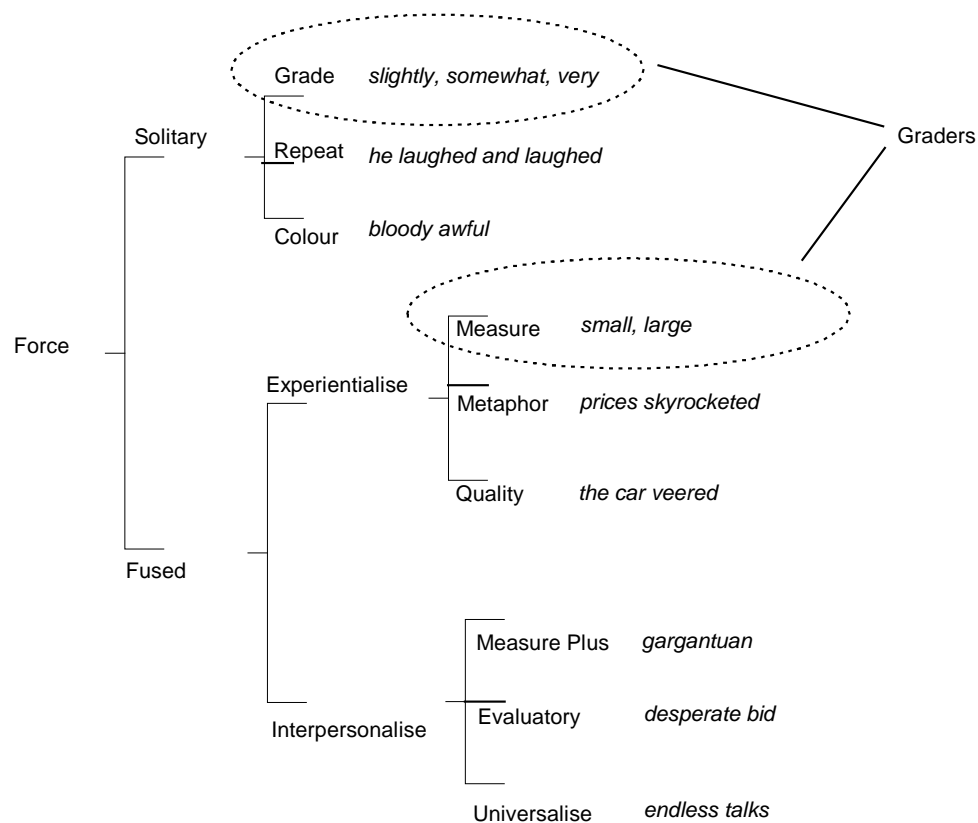 Grade slightly, somewhat, very
Solitary
Graders
Repeat he laughed and laughed
Colour bloody awful
Measure small, large
Force
Experientialise
Metaphor prices skyrocketed
Quality the car veered
Fused
Measure Plus gargantuan
Evaluatory desperate bid
Interpersonalise
Universalise endless talks